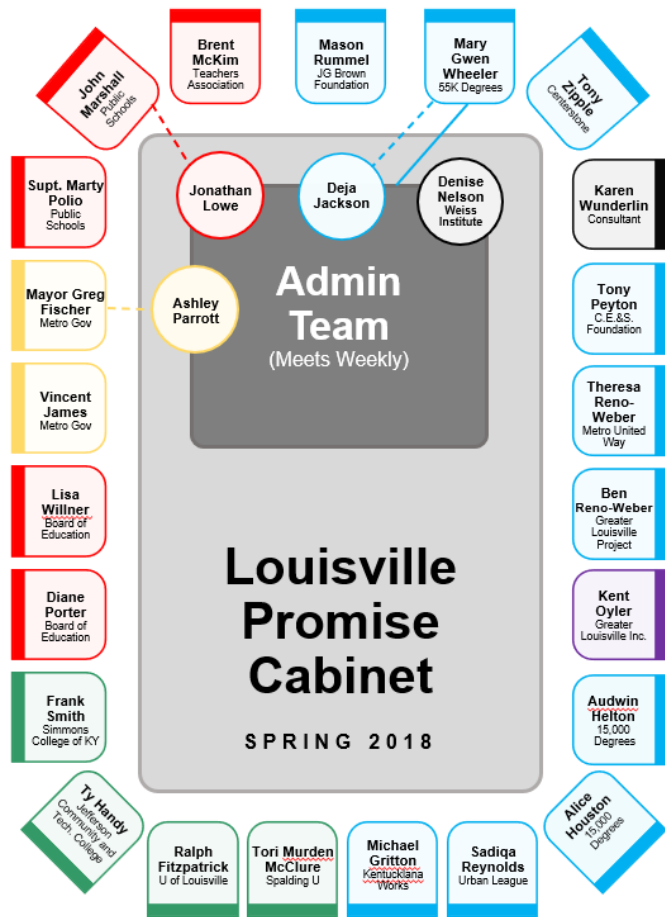 Brent
McKim
Teachers
Association
Mason
Rummel
JG Brown
Foundation
Mary
Gwen
Wheeler
55K Degrees
John
Marshall
Public
Schools
Tony
Zipple
Centerstone
Jonathan
Lowe
Deja
Jackson
Denise
Nelson
Weiss
Institute
Supt. Marty
Polio
Public
Schools
Karen
Wunderlin
Consultant
Mayor Greg
Fischer
Metro Gov
Ashley
Parrott
Admin
Team
(Meets Weekly)
Tony
Peyton
C.E.&S.
Foundation
Vincent
James
Metro Gov
Theresa
Reno-
Weber
Metro United
Way
Lisa
Willner
Board of
Education
Ben
Reno-Weber
Greater
Louisville
Project
Diane
Porter
Board of
Education
Louisville
Promise
Cabinet
SPRING 2018
Kent
Oyler
Greater
Louisville Inc.
Frank
Smith
Simmons
College of KY
Audwin
Helton
15,000
Degrees
Ty Handy
Jefferson
Community and
Tech. College
Ralph
Fitzpatrick
U of Louisville
Tori Murden
McClure
Spalding U
Michael
Gritton
Kentuckiana
Works
Sadiqa
Reynolds
Urban League
Alice
Houston
15,000
Degrees